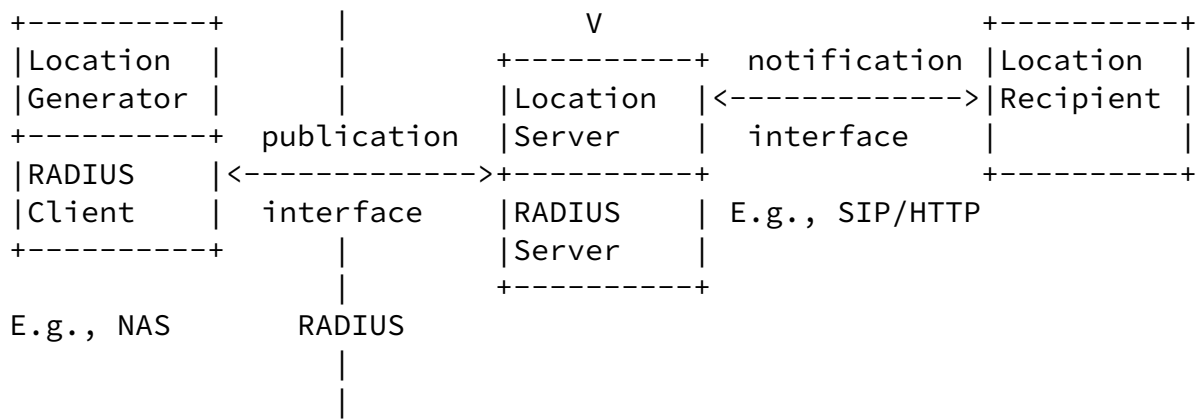 +----------+       |               V                      +----------+
|Location  |       |         +----------+  notification |Location  |
|Generator |       |         |Location  |<------------->|Recipient |
+----------+  publication  |Server    |  interface    |          |
|RADIUS    |<------------->+----------+               +----------+
|Client    |  interface    |RADIUS    | E.g., SIP/HTTP
+----------+       |         |Server    |
                   |         +----------+
E.g., NAS       RADIUS
                   |
                   |